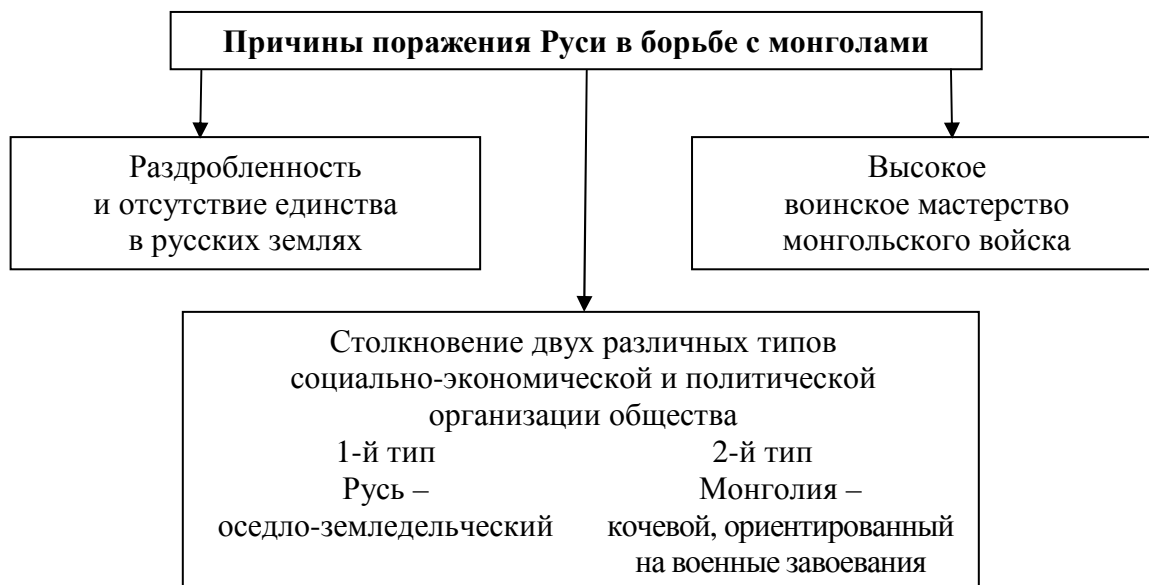 Причины поражения Руси в борьбе с монголами
Раздробленность
и отсутствие единства
в русских землях
Высокое
воинское мастерство
монгольского войска
Столкновение двух различных типов
социально-экономической и политической
организации общества
1-й тип
Русь –
оседло-земледельческий
2-й тип
Монголия –
кочевой, ориентированный
на военные завоевания